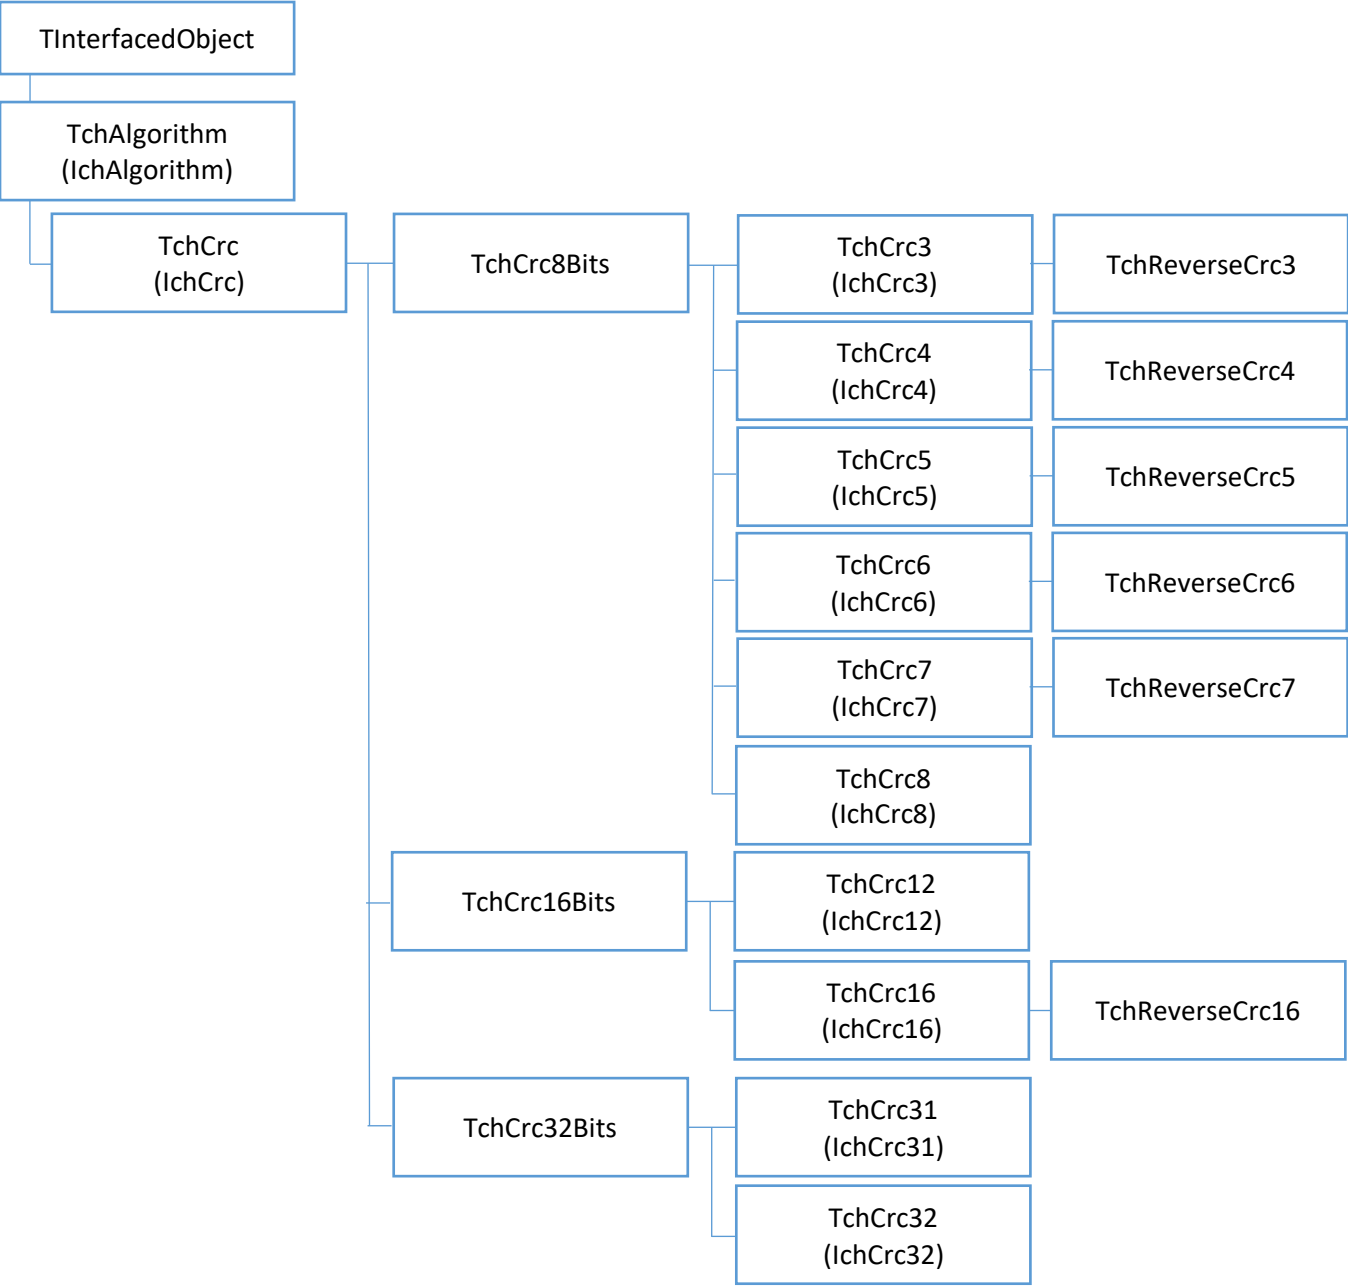 TInterfacedObject
TchAlgorithm
(IchAlgorithm)
TchCrc
(IchCrc)
TchCrc8Bits
TchCrc3
(IchCrc3)
TchReverseCrc3
TchCrc4
(IchCrc4)
TchReverseCrc4
TchCrc5
(IchCrc5)
TchReverseCrc5
TchCrc6
(IchCrc6)
TchReverseCrc6
TchCrc7
(IchCrc7)
TchReverseCrc7
TchCrc8
(IchCrc8)
TchCrc16Bits
TchCrc12
(IchCrc12)
TchCrc16
(IchCrc16)
TchReverseCrc16
TchCrc32Bits
TchCrc31
(IchCrc31)
TchCrc32
(IchCrc32)